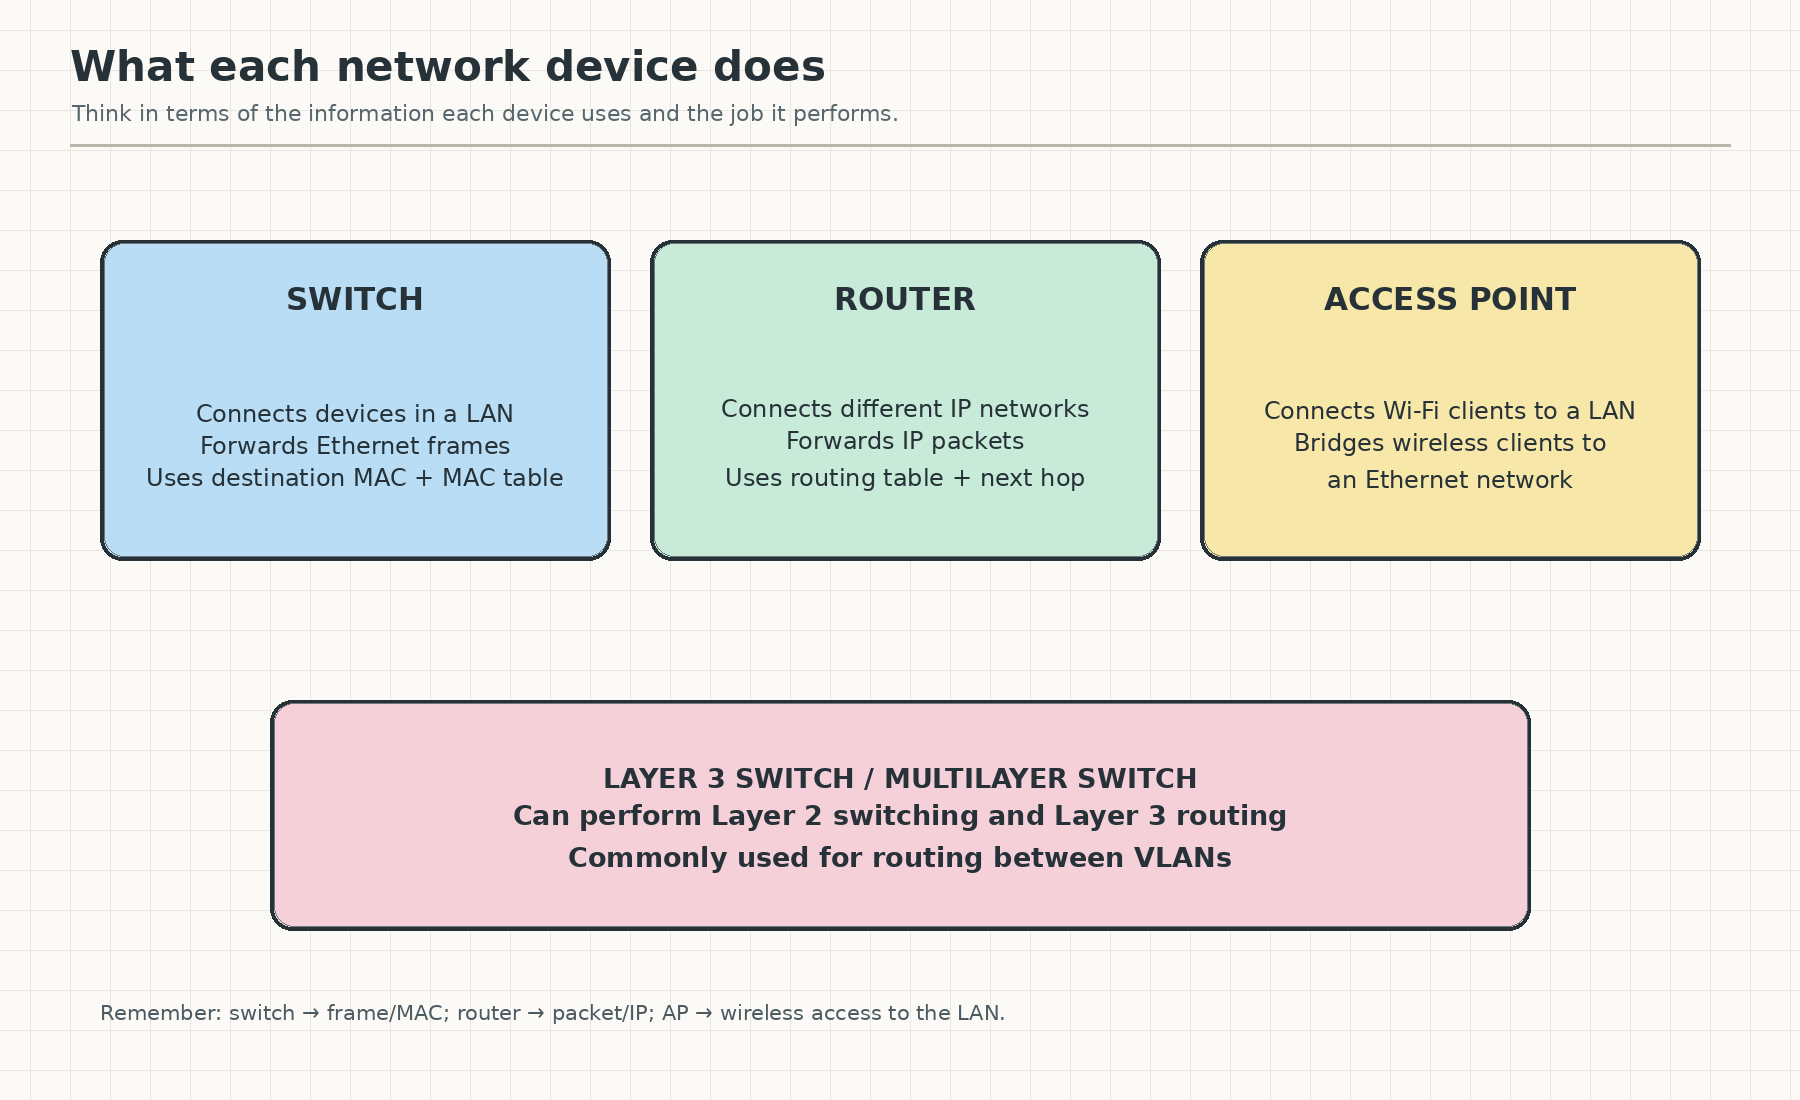 What each network device does
Think in terms of the information each device uses and the job it performs.
SWITCH
Connects devices in a LAN
Forwards Ethernet frames
Uses destination MAC + MAC table
ROUTER
Connects different IP networks
Forwards IP packets
Uses routing table + next hop
ACCESS POINT
Connects Wi-Fi clients to a LAN
Bridges wireless clients to
an Ethernet network
LAYER 3 SWITCH / MULTILAYER SWITCH
Can perform Layer 2 switching and Layer 3 routing
Commonly used for routing between VLANs
Remember: switch → frame/MAC; router → packet/IP; AP → wireless access to the LAN.